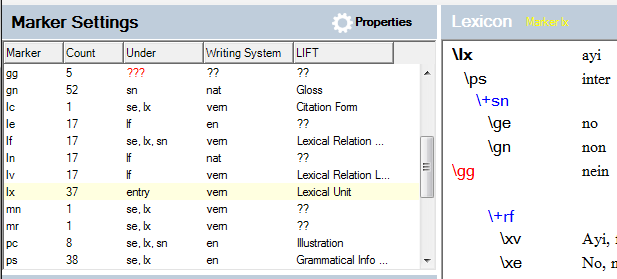 Marker Settings
Properties
Marker Count Under Writing System LIFT
gg 5 ??? ?? ??
gn 52 sn nat Gloss
lc 1 se, lx vern Citation Form
le 17 lf en ??
lf 17 se, lx, sn vern Lexical Relation ...
ln 17 lf nat ??
lv 17 lf vern Lexical Relation L...
lx 37 entry vern Lexical Unit
mn 1 se, lx vern ??
mr 1 se, lx vern ??
pc 8 se, lx, sn en Illustration
ps 38 se, lx en Grammatical Info ...
Lexicon Marker lx
\lx ayi
\ps inter
\+sn
\ge no
\gn non
\gg nein
\+rf
\xv Ayi,
\xe No,